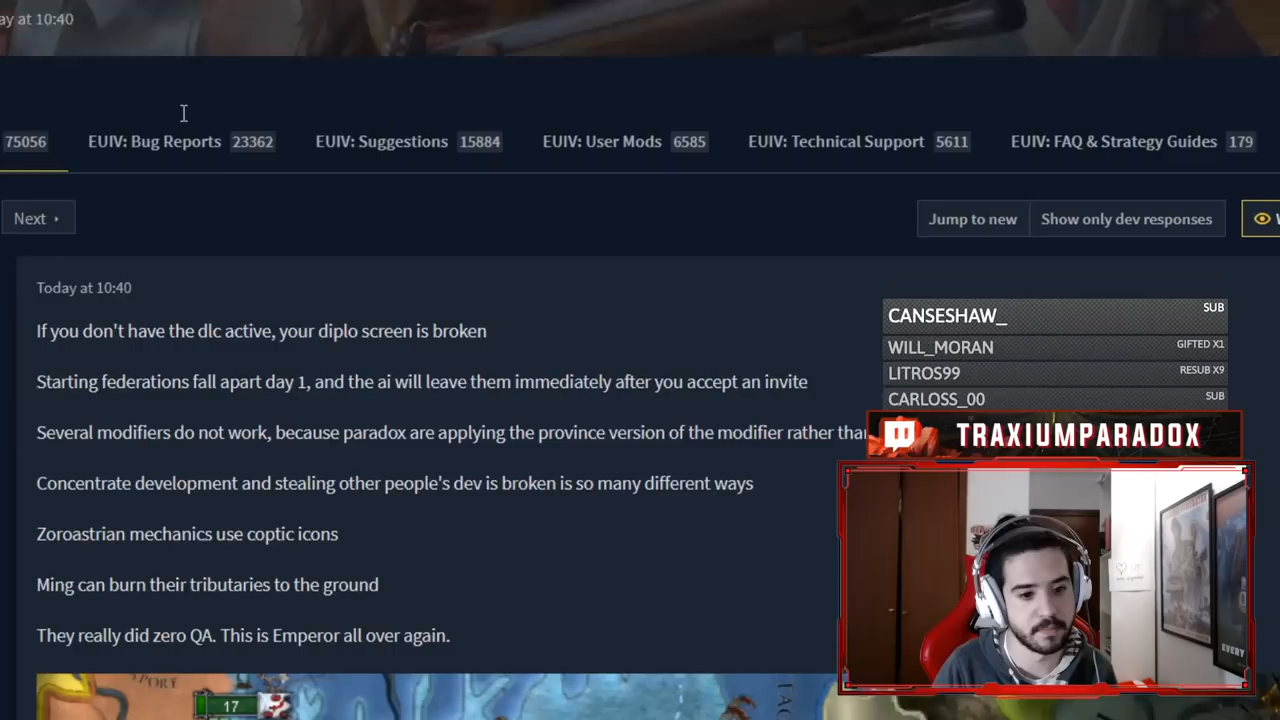 ay at 10:40
75056 EUIV: Bug Reports 23362 EUIV: Suggestions 15884 EUIV: User Mods 6585 EUIV: Technical Support 5611 EUIV: FAQ & Strategy Guides 179
Next
Jump to new Show only dev responses
Today at 10:40
If you don't have the dlc active, your diplo screen is broken
Starting federations fall apart day 1, and the ai will leave them immediately after you accept an invite
Several modifiers do not work, because paradox are applying the province version of the modifier rather than
Concentrate development and stealing other people's dev is broken is so many different ways
Zoroastrian mechanics use coptic icons
Ming can burn their tributaries to the ground
They really did zero QA. This is Emperor all over again.
17
CANSESHAW_ SUB
WILL_MORAN GIFTED X1
LITROS99 RESUB X9
CARLOSS_00 SUB
TRAXIUMPARADOX
EVERY